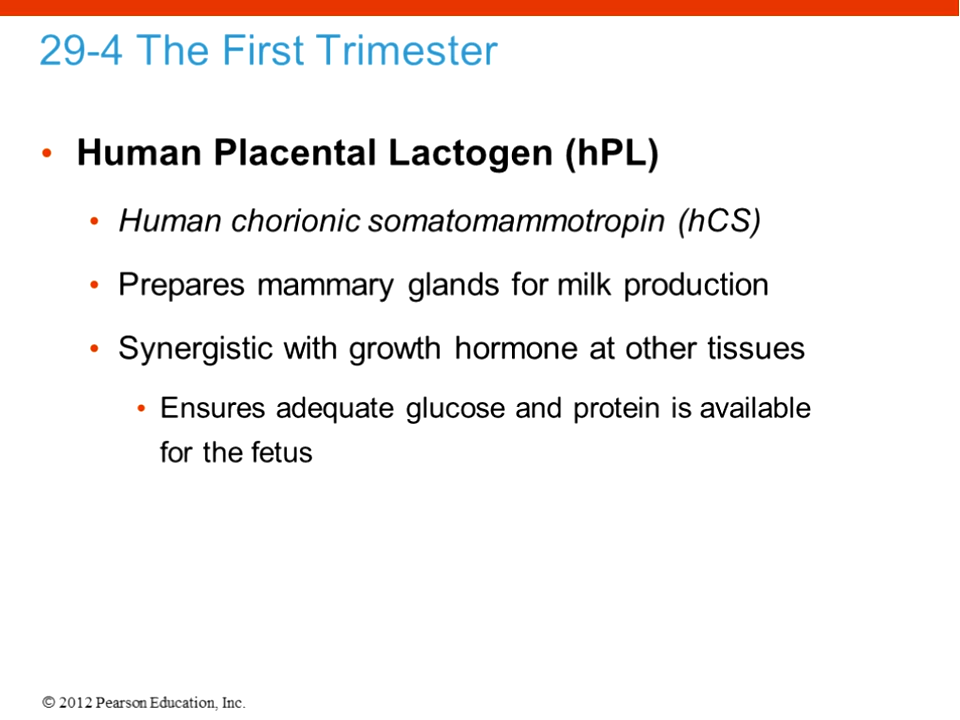 29-4 The First Trimester
• Human Placental Lactogen (hPL)
• Human chorionic somatomammotropin (hCS)
• Prepares mammary glands for milk production
• Synergistic with growth hormone at other tissues
• Ensures adequate glucose and protein is available
for the fetus
© 2012 Pearson Education, Inc.